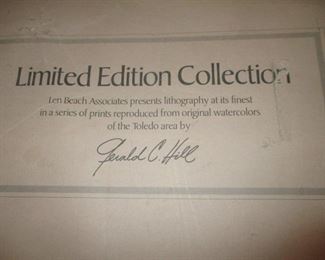 Limited Edition Collection
Len Beach Associates presents lithography at its finest
in a series of prints reproduced from original watercolors
of the Toledo area by
Gerald C. Hill